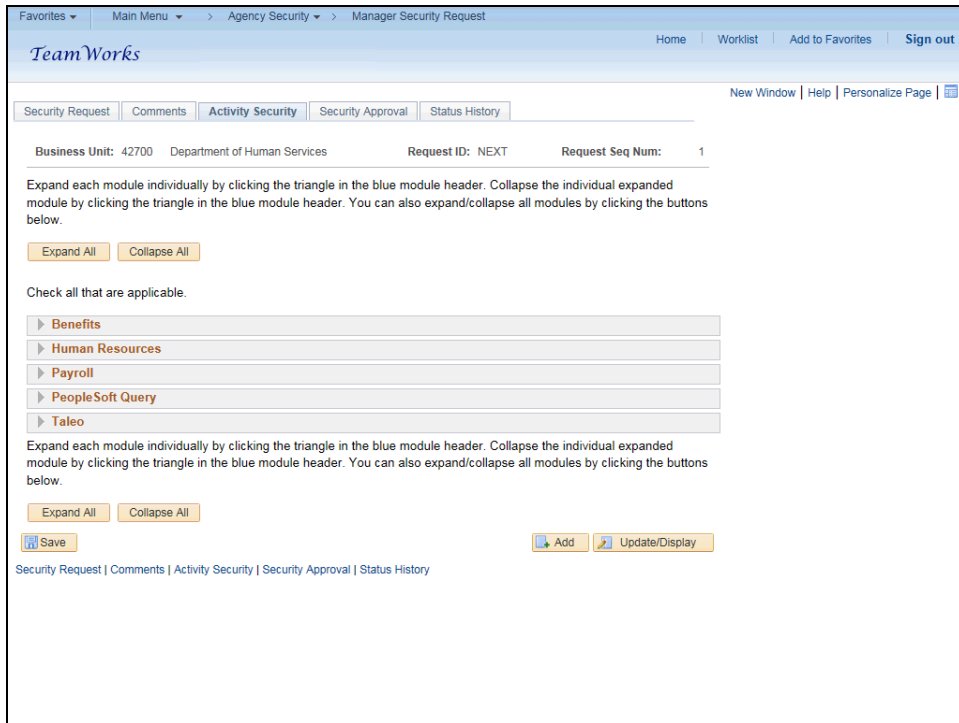 Favorites Main Menu > Agency Security > Manager Security Request
TeamWorks
Home Worklist Add to Favorites Sign out
New Window | Help | Personalize Page |
Security Request Comments Activity Security Security Approval Status History
Business Unit: 42700 Department of Human Services Request ID: NEXT Request Seq Num: 1
Expand each module individually by clicking the triangle in the blue module header. Collapse the individual expanded
module by clicking the triangle in the blue module header. You can also expand/collapse all modules by clicking the buttons
below.
Expand All Collapse All
Check all that are applicable.
Benefits
Human Resources
Payroll
PeopleSoft Query
Taleo
Expand each module individually by clicking the triangle in the blue module header. Collapse the individual expanded
module by clicking the triangle in the blue module header. You can also expand/collapse all modules by clicking the buttons
below.
Expand All Collapse All
Save Add Update/Display
Security Request | Comments | Activity Security | Security Approval | Status History